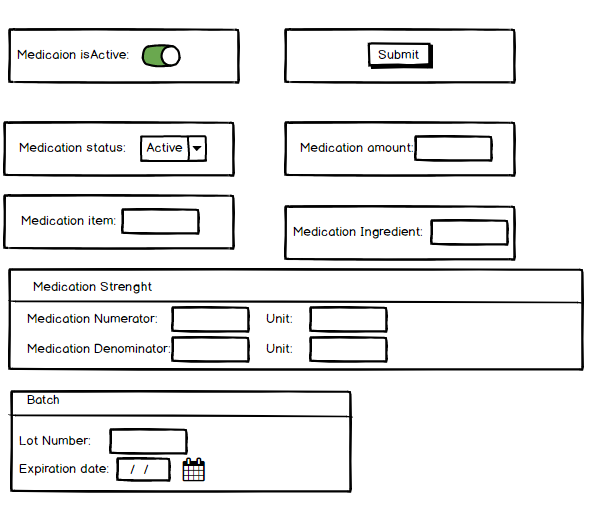 Medicaion isActive:
Submit
Medication status: Active
Medication amount:
Medication item:
Medication Ingredient:
Medication Strenght
Medication Numerator: Unit:
Medication Denominator: Unit:
Batch
Lot Number:
Expiration date: / /